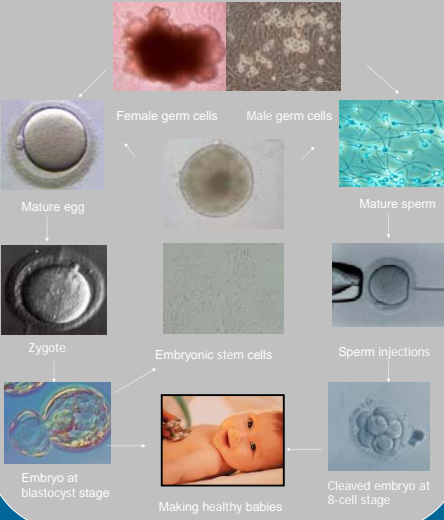 Female germ cells
Male germ cells
Mature egg
Mature sperm
Zygote
Embryonic stem cells
Sperm injections
Embryo at
blastocyst stage
Cleaved embryo at
8-cell stage
Making healthy babies